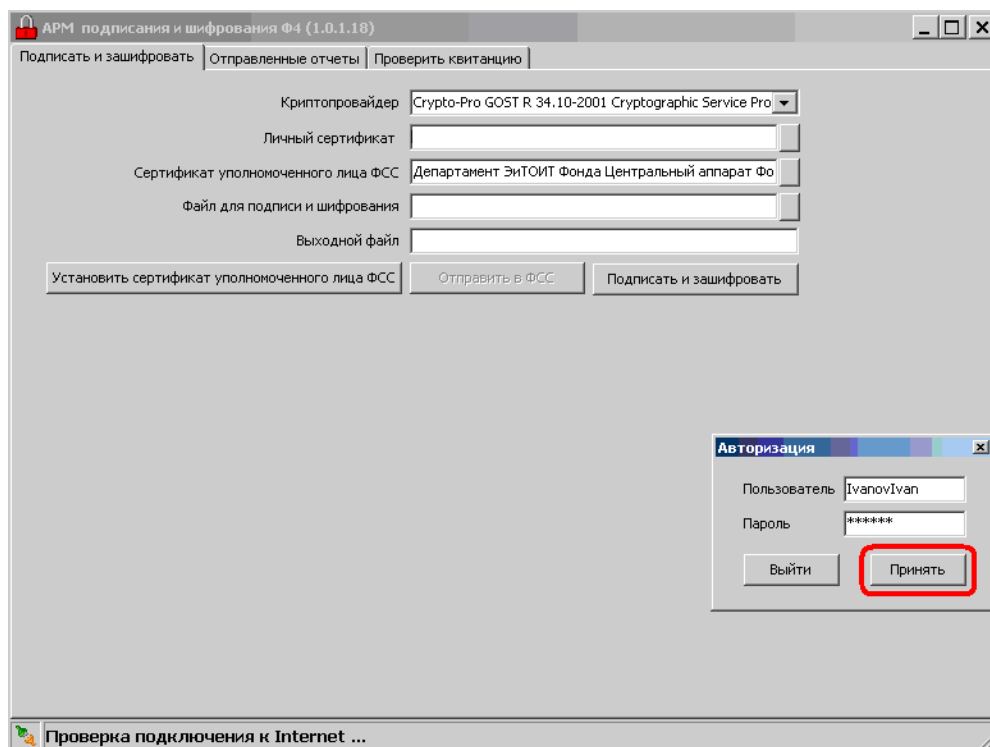 АРМ подписания и шифрования Ф4 (1.0.1.18)
Подписать и зашифровать Отправленные отчеты Проверить квитанцию
Криптопровайдер Crypto-Pro GOST R 34.10-2001 Cryptographic Service Pro
Личный сертификат
Сертификат уполномоченного лица ФСС Департамент ЭиТОИТ Фонда Центральный аппарат Фо
Файл для подписи и шифрования
Выходной файл
Установить сертификат уполномоченного лица ФСС Отправить в ФСС Подписать и зашифровать
Авторизация
Пользователь IvanovIvan
Пароль ******
Выйти Принять
Проверка подключения к Internet ...